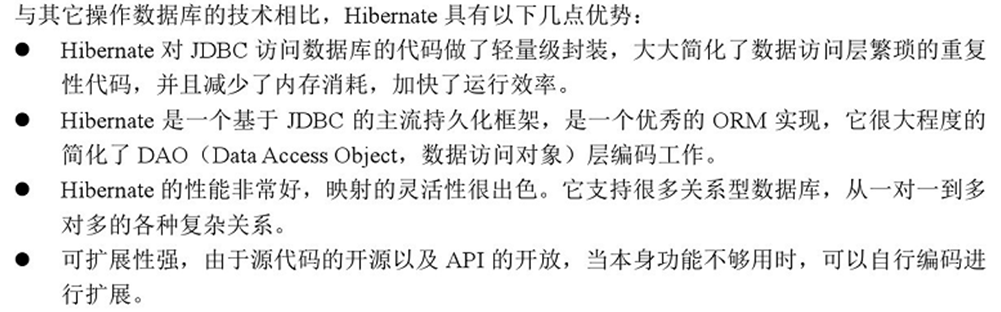 与其它操作数据库的技术相比，Hibernate 具有以下几点优势：
● Hibernate 对 JDBC 访问数据库的代码做了轻量级封装，大大简化了数据访问层繁琐的重复
性代码，并且减少了内存消耗，加快了运行效率。
● Hibernate 是一个基于 JDBC 的主流持久化框架，是一个优秀的 ORM 实现，它很大程度的
简化了 DAO（Data Access Object，数据访问对象）层编码工作。
● Hibernate 的性能非常好，映射的灵活性很出色。它支持很多关系型数据库，从一对一到多
对多的各种复杂关系。
● 可扩展性强，由于源代码的开源以及 API 的开放，当本身功能不够用时，可以自行编码进
行扩展。